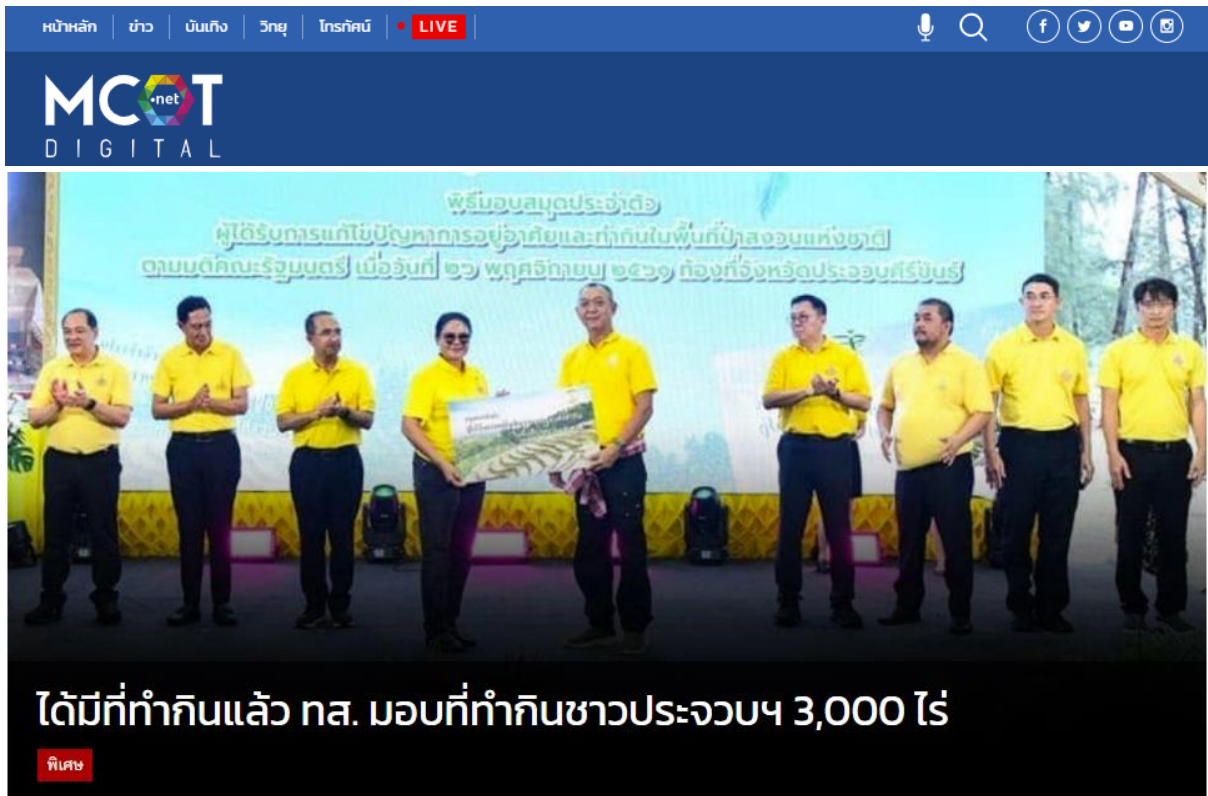 หน้าหลัก
ข่าว
บันเทิง
วิทยุ
โทรทัศน์
LIVE
MCOT
.net
DIGITAL
พิธีมอบสมุดประจำตัว
ผู้ได้รับการแก้ไขปัญหาการอยู่อาศัยและทำกินในพื้นที่ป่าสงวนแห่งชาติ
ตามมติคณะรัฐมนตรี เมื่อวันที่ ๒๖ พฤศจิกายน ๒๕๖๑ ท้องที่จังหวัดประจวบคีรีขันธ์
ได้มีที่ทำกินแล้ว ทส. มอบที่ทำกินชาวประจวบฯ 3,000 ไร่
พิเศษ